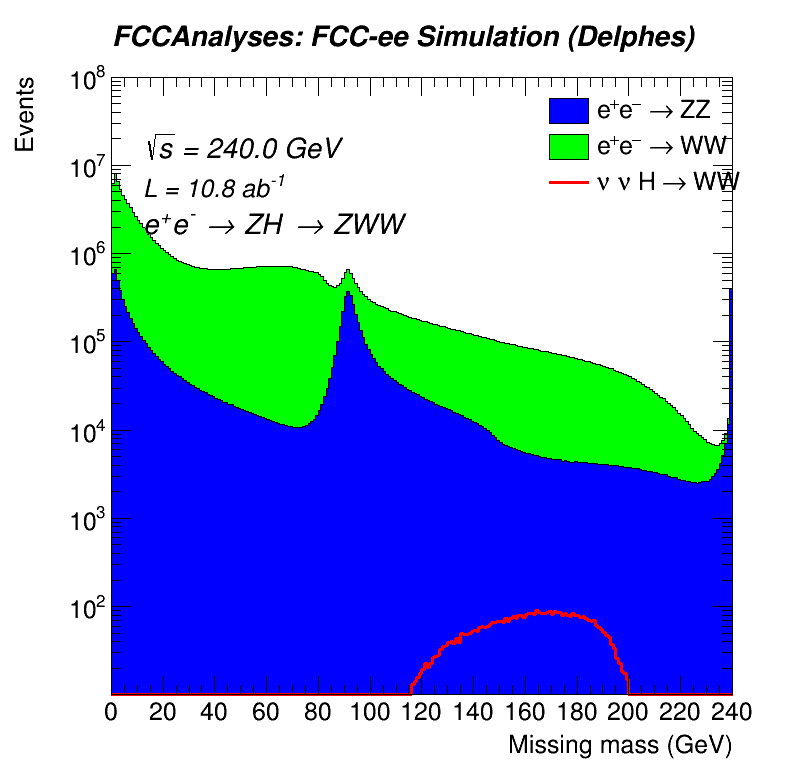 FCCAnalyses: FCC-ee Simulation (Delphes)
Events
10⁸
10⁷
10⁶
10⁵
10⁴
10³
10²
√s = 240.0 GeV
L = 10.8 ab⁻¹
e⁺e⁻ → ZH → ZWW
e⁺e⁻ → ZZ
e⁺e⁻ → WW
ν ν H → WW
0 20 40 60 80 100 120 140 160 180 200 220 240
Missing mass (GeV)